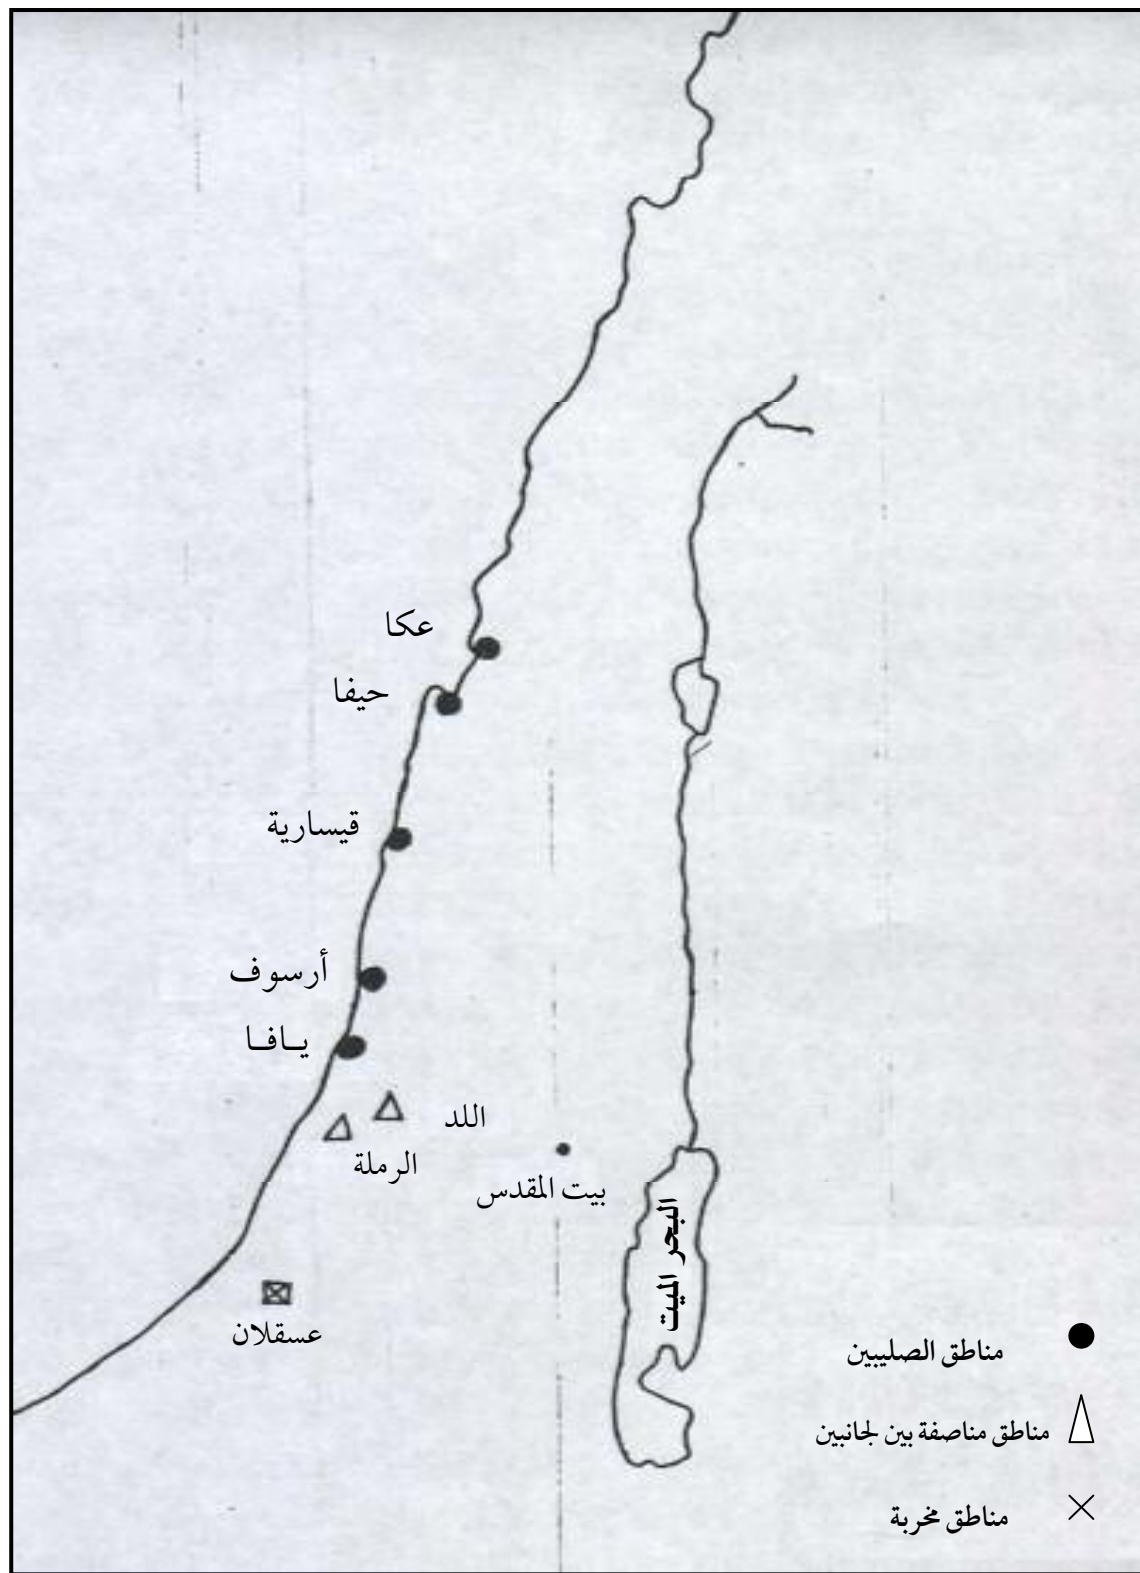 عكا
حيفا
قيسارية
أرسوف
يافا
اللد
الرملة
بيت المقدس
البحر الميت
عسقلان
مناطق الصليبين
مناطق مناصفة بين لجانبين
مناطق مخربة